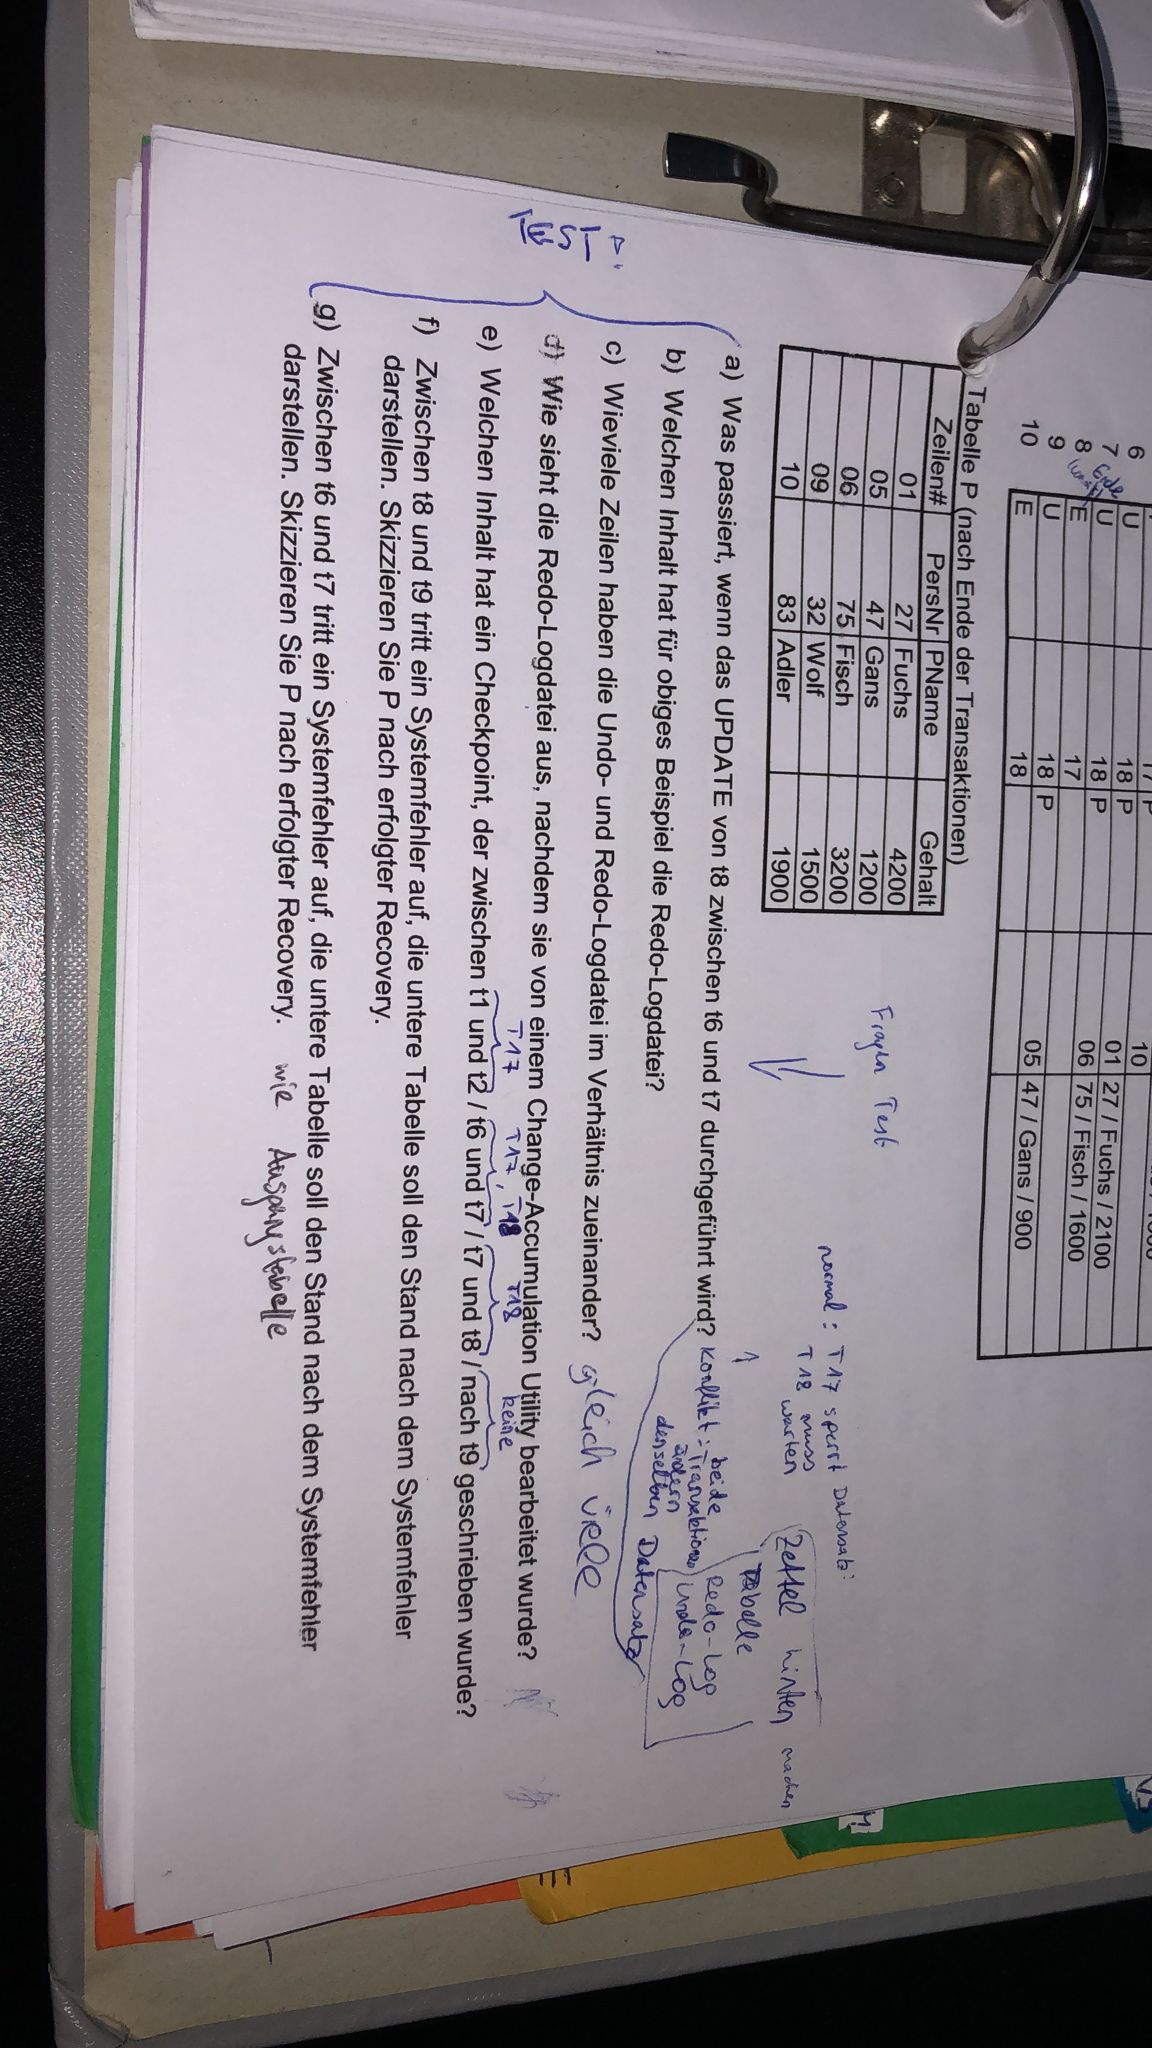 6 U 18 P 10
7 Ende U 18 P 01 27 / Fuchs / 2100
8 E 17 06 75 / Fisch / 1600
9 U 18 P 05 47 / Gans / 900
10 E 18
Tabelle P (nach Ende der Transaktionen)
Zeilen# PersNr PName Gehalt
01 27 Fuchs 4200
05 47 Gans 1200
06 75 Fisch 3200
09 32 Wolf 1500
10 83 Adler 1900
Fragen Test
normal: T17 sperrt Datensatz:
T18 muss warten
Zettel hinten machen
Tabelle
Redo-Log
Undo-Log
a) Was passiert, wenn das UPDATE von t8 zwischen t6 und t7 durchgeführt wird? Konflikt: beide Transaktionen ändern denselben Datensatz
b) Welchen Inhalt hat für obiges Beispiel die Redo-Logdatei?
c) Wieviele Zeilen haben die Undo- und Redo-Logdatei im Verhältnis zueinander? gleich viele
d) Wie sieht die Redo-Logdatei aus, nachdem sie von einem Change-Accumulation Utility bearbeitet wurde?
T17 T17, T18 T18 keine
e) Welchen Inhalt hat ein Checkpoint, der zwischen t1 und t2 / t6 und t7 / t7 und t8 / nach t9 geschrieben wurde?
f) Zwischen t8 und t9 tritt ein Systemfehler auf, die untere Tabelle soll den Stand nach dem Systemfehler
darstellen. Skizzieren Sie P nach erfolgter Recovery.
g) Zwischen t6 und t7 tritt ein Systemfehler auf, die untere Tabelle soll den Stand nach dem Systemfehler
darstellen. Skizzieren Sie P nach erfolgter Recovery. wie Ausgangstabelle